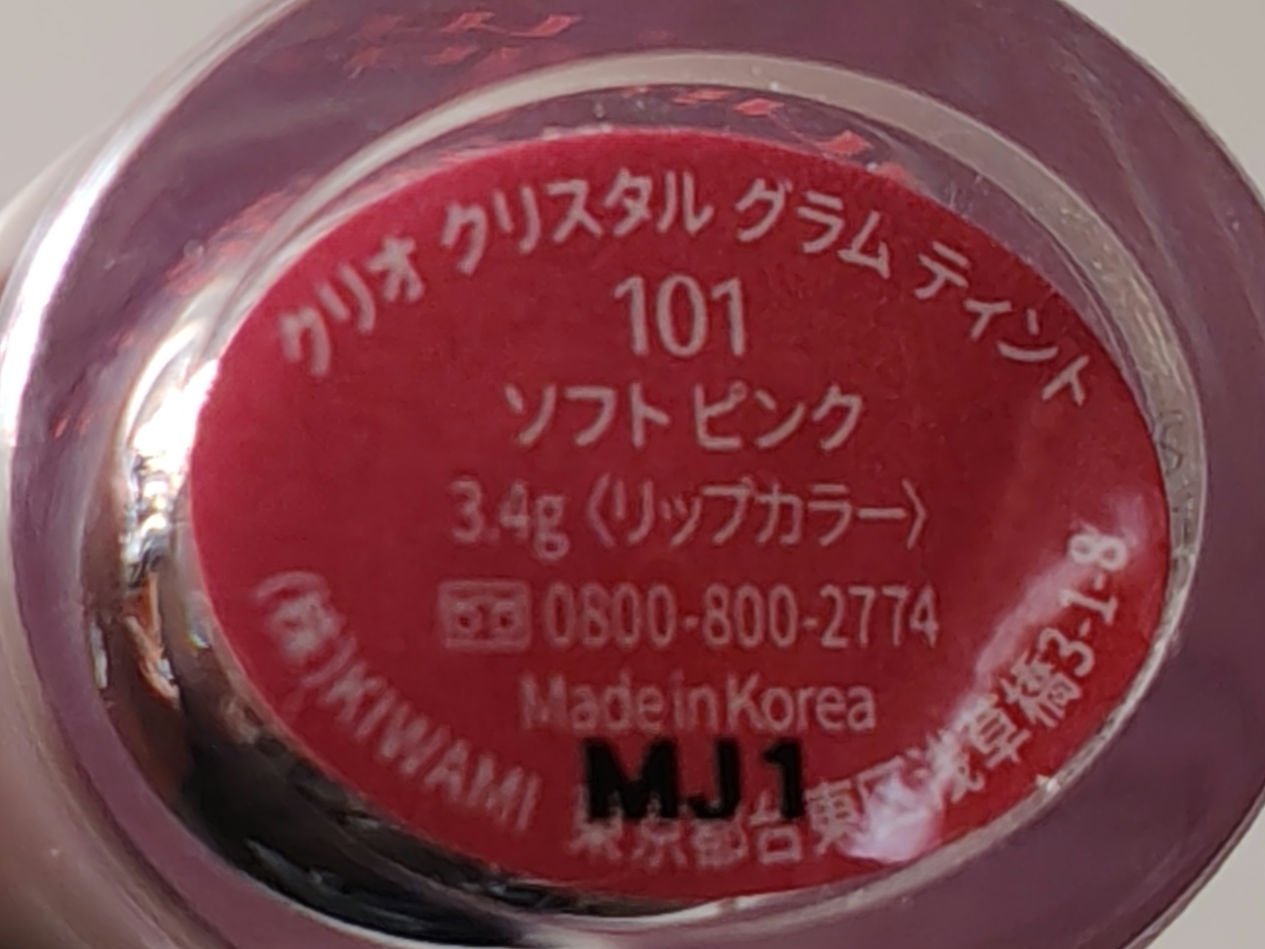 クリオ クリスタル グラム ティント
101
ソフト ピンク
3.4g〈リップカラー〉
0800-800-2774
Made in Korea
MJ1
(株)KIWAMI 東京都台東区浅草橋3-1-8